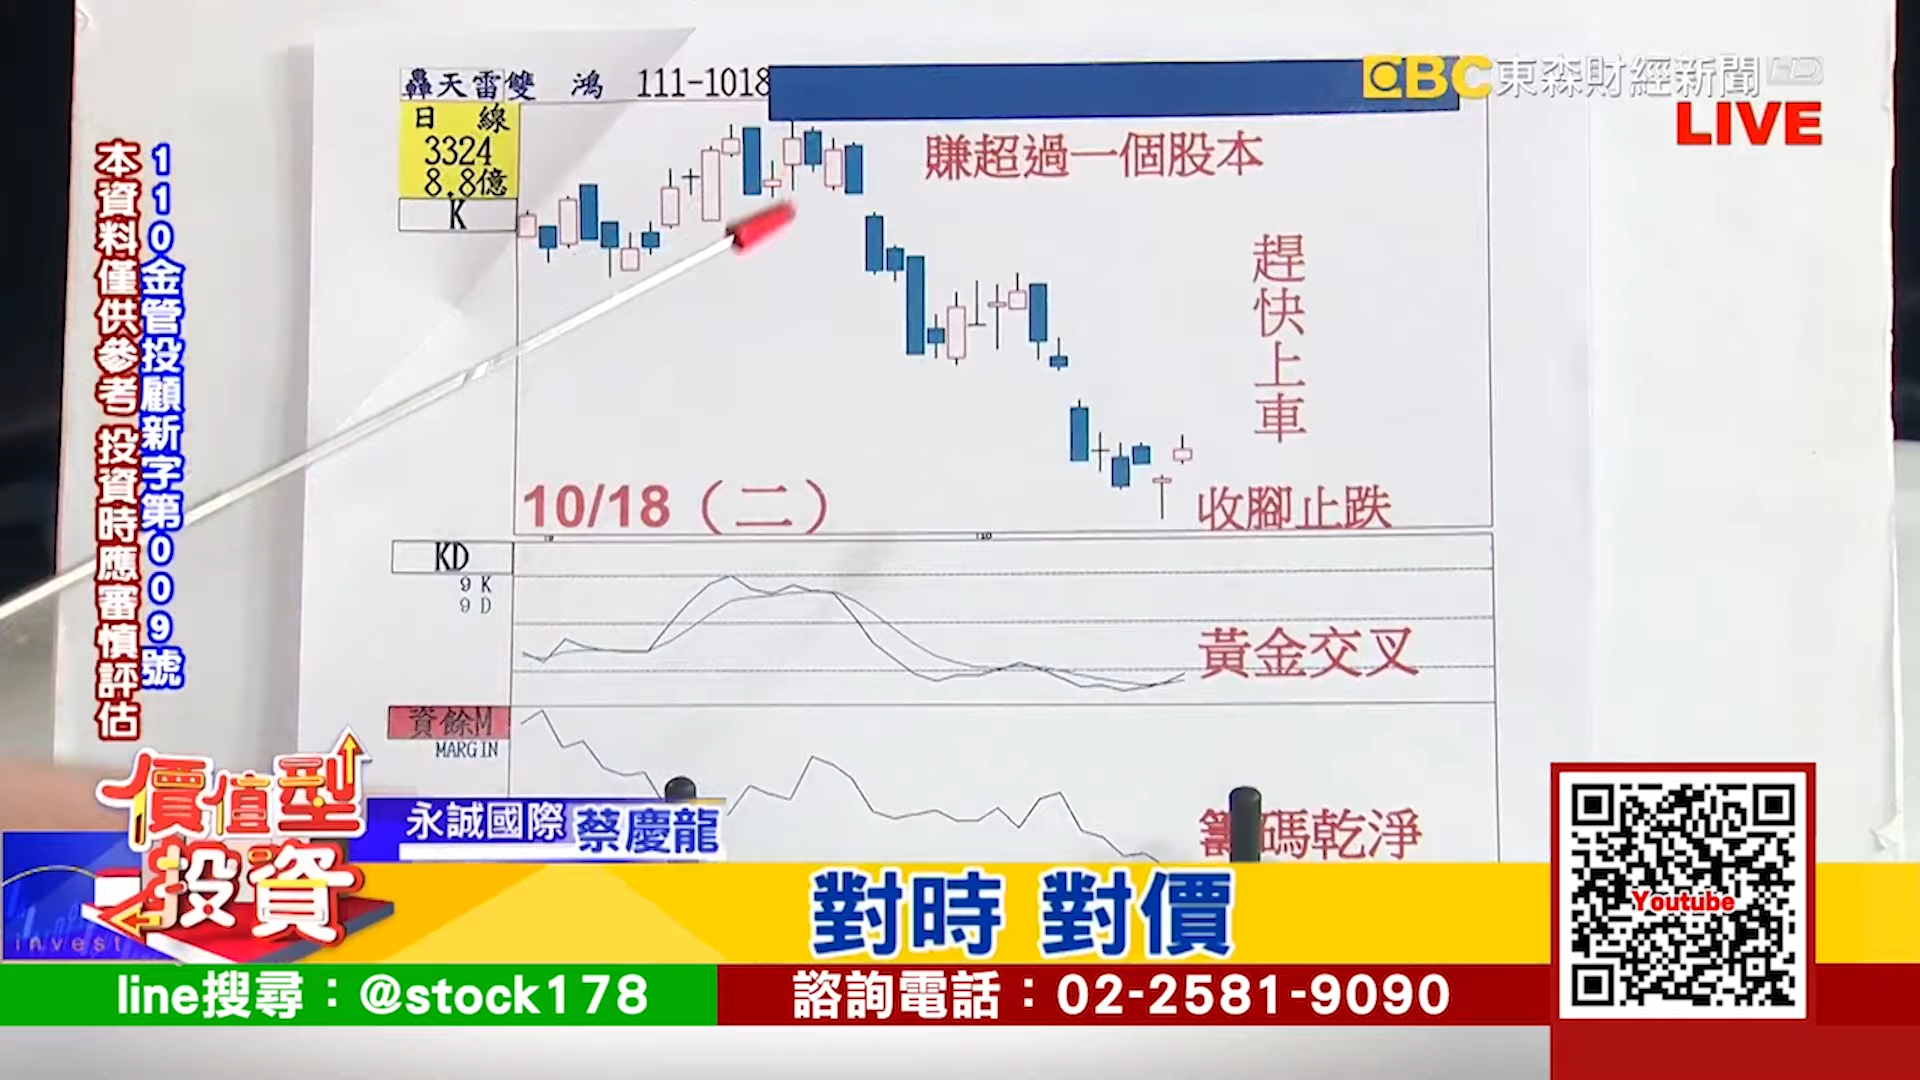 轟天雷雙 鴻 111-1018
EBC東森財經新聞 HD
LIVE
日 線
3324
8.8億
K
賺超過一個股本
趕快上車
10/18（二）
收腳止跌
10
KD
9 K
9 D
黃金交叉
資餘M
MARGIN
籌碼乾淨
110金管投顧新字第009號
本資料僅供參考 投資時應審慎評估
價值型投資
invest
永誠國際 蔡慶龍
對時 對價
Youtube
line搜尋：@stock178
諮詢電話：02-2581-9090